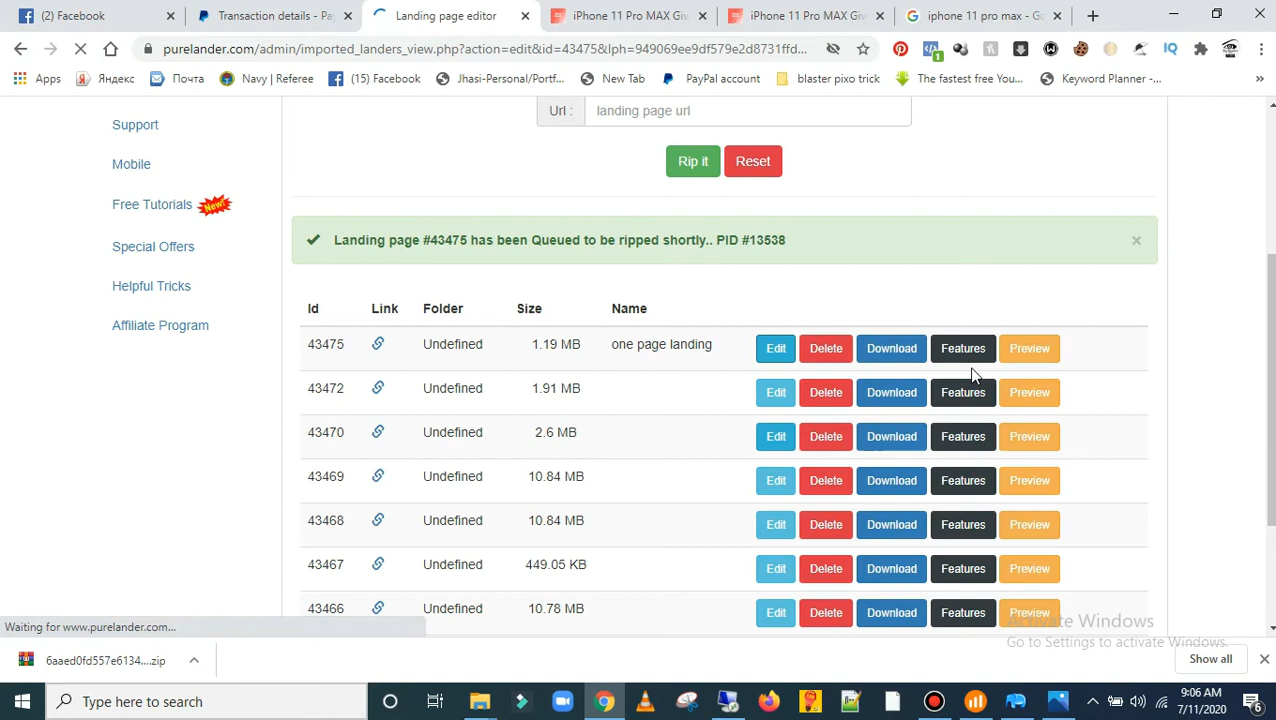 (2) Facebook
Transaction details - Pa
Landing page editor
iPhone 11 Pro MAX Giv
iPhone 11 Pro MAX Giv
iphone 11 pro max - Go
purelander.com/admin/imported_landers_view.php?action=edit&id=43475&lph=949069ee9df579e2c8731ffd...
Apps
Яндекс
Почта
Navy | Referee
(15) Facebook
Jhasi-Personal/Portf...
New Tab
PayPal account
blaster pixo trick
The fastest free You...
Keyword Planner -...
»
Support
Mobile
Free Tutorials New!
Special Offers
Helpful Tricks
Affiliate Program
Url :
landing page url
Rip it
Reset
Landing page #43475 has been Queued to be ripped shortly.. PID #13538
Id Link Folder Size Name
43475 Undefined 1.19 MB one page landing Edit Delete Download Features Preview
43472 Undefined 1.91 MB Edit Delete Download Features Preview
43470 Undefined 2.6 MB Edit Delete Download Features Preview
43469 Undefined 10.84 MB Edit Delete Download Features Preview
43468 Undefined 10.84 MB Edit Delete Download Features Preview
43467 Undefined 449.05 KB Edit Delete Download Features Preview
43466 Undefined 10.78 MB Edit Delete Download Features Preview
Waiting for www.purelander.com...
Activate Windows
Go to Settings to activate Windows.
6aaed0fd557e6134....zip
Show all
Type here to search
9:06 AM
7/11/2020
6